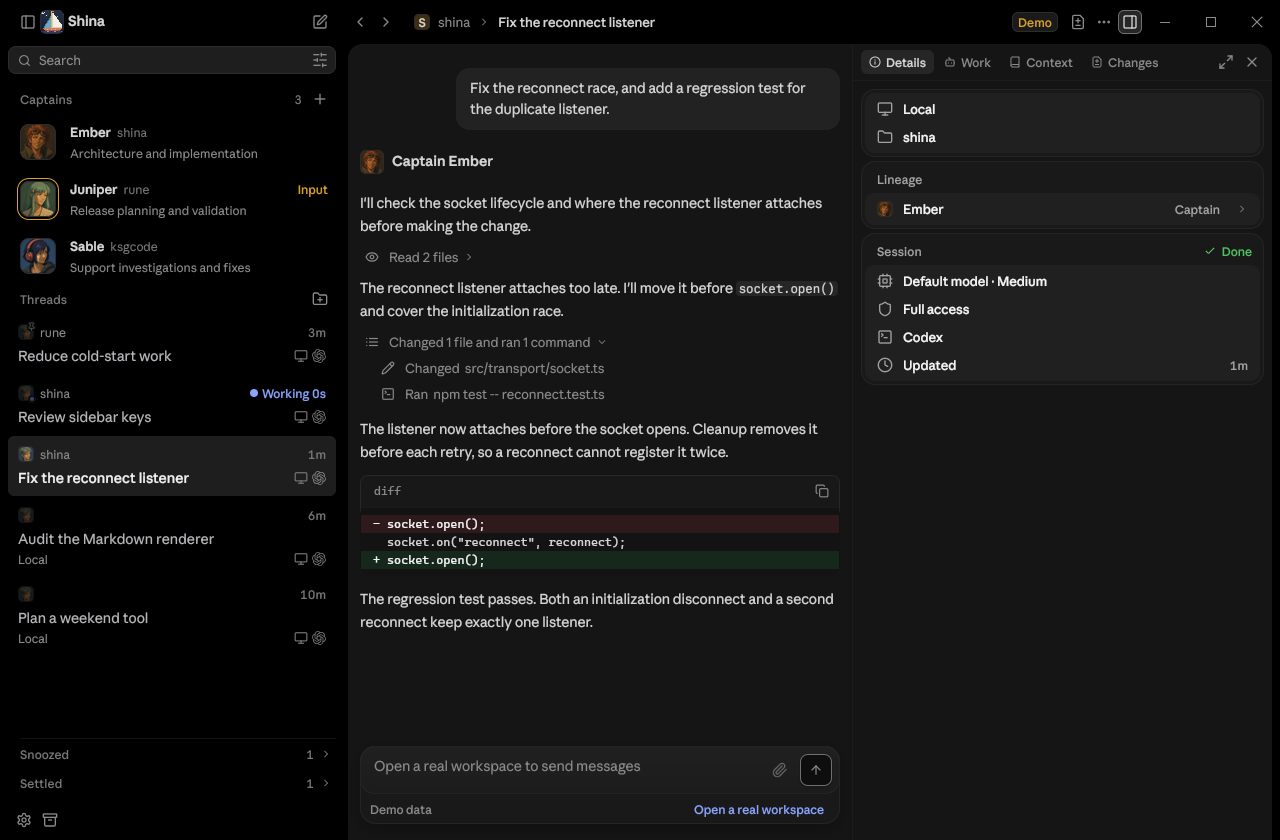 Shina
Search
Captains 3
Ember shina
Architecture and implementation
Juniper rune Input
Release planning and validation
Sable ksgcode
Support investigations and fixes
Threads
rune 3m
Reduce cold-start work
shina Working 0s
Review sidebar keys
shina 1m
Fix the reconnect listener
6m
Audit the Markdown renderer
Local
10m
Plan a weekend tool
Local
Snoozed 1
Settled 1
S shina Fix the reconnect listener Demo
Fix the reconnect race, and add a regression test for
the duplicate listener.
Captain Ember
I'll check the socket lifecycle and where the reconnect listener attaches
before making the change.
Read 2 files
The reconnect listener attaches too late. I'll move it before socket.open()
and cover the initialization race.
Changed 1 file and ran 1 command
Changed src/transport/socket.ts
Ran npm test -- reconnect.test.ts
The listener now attaches before the socket opens. Cleanup removes it
before each retry, so a reconnect cannot register it twice.
diff
- socket.open();
socket.on("reconnect", reconnect);
+ socket.open();
The regression test passes. Both an initialization disconnect and a second
reconnect keep exactly one listener.
Open a real workspace to send messages
Demo data Open a real workspace
Details Work Context Changes
Local
shina
Lineage
Ember Captain
Session Done
Default model · Medium
Full access
Codex
Updated 1m